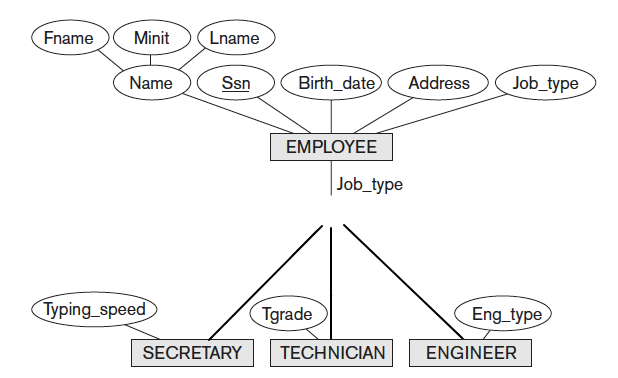 Fname
Minit
Lname
Name
Ssn
Birth_date
Address
Job_type
EMPLOYEE
Job_type
Typing_speed
Tgrade
Eng_type
SECRETARY
TECHNICIAN
ENGINEER